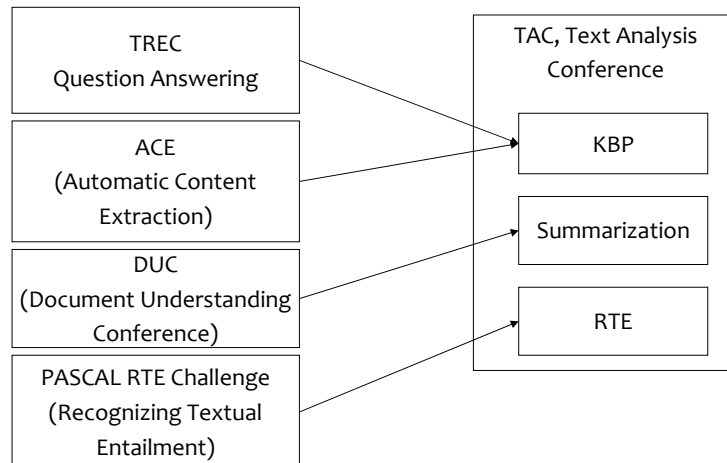 TREC
Question Answering
ACE
(Automatic Content
Extraction)
DUC
(Document Understanding
Conference)
PASCAL RTE Challenge
(Recognizing Textual
Entailment)
TAC, Text Analysis
Conference
KBP
Summarization
RTE